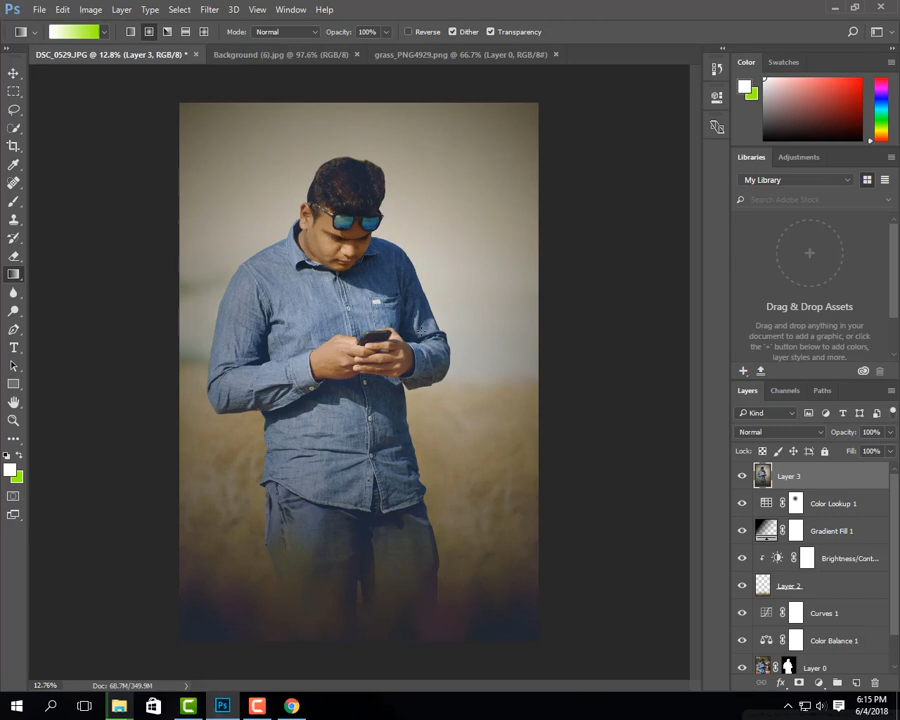 Ps File Edit Image Layer Type Select Filter 3D View Window Help
Mode: Normal Opacity: 100% Reverse Dither Transparency
DSC_0529.JPG @ 12.8% (Layer 3, RGB/8) * × Background (6).jpg @ 97.6% (RGB/8) × grass_PNG4929.png @ 66.7% (Layer 0, RGB/8#) ×
Color Swatches
Libraries Adjustments
My Library
Search Adobe Stock
Drag & Drop Assets
Drag and drop anything in your
document to add a graphic, or click
the '+' button below to add colors,
layer styles and more.
Layers Channels Paths
Kind
Normal Opacity: 100%
Lock: Fill: 100%
Layer 3
Color Lookup 1
Gradient Fill 1
Brightness/Cont...
Layer 2
Curves 1
Color Balance 1
Layer 0
fx
12.76% Doc: 68.7M/349.9M
Ps
6:15 PM
6/4/2018